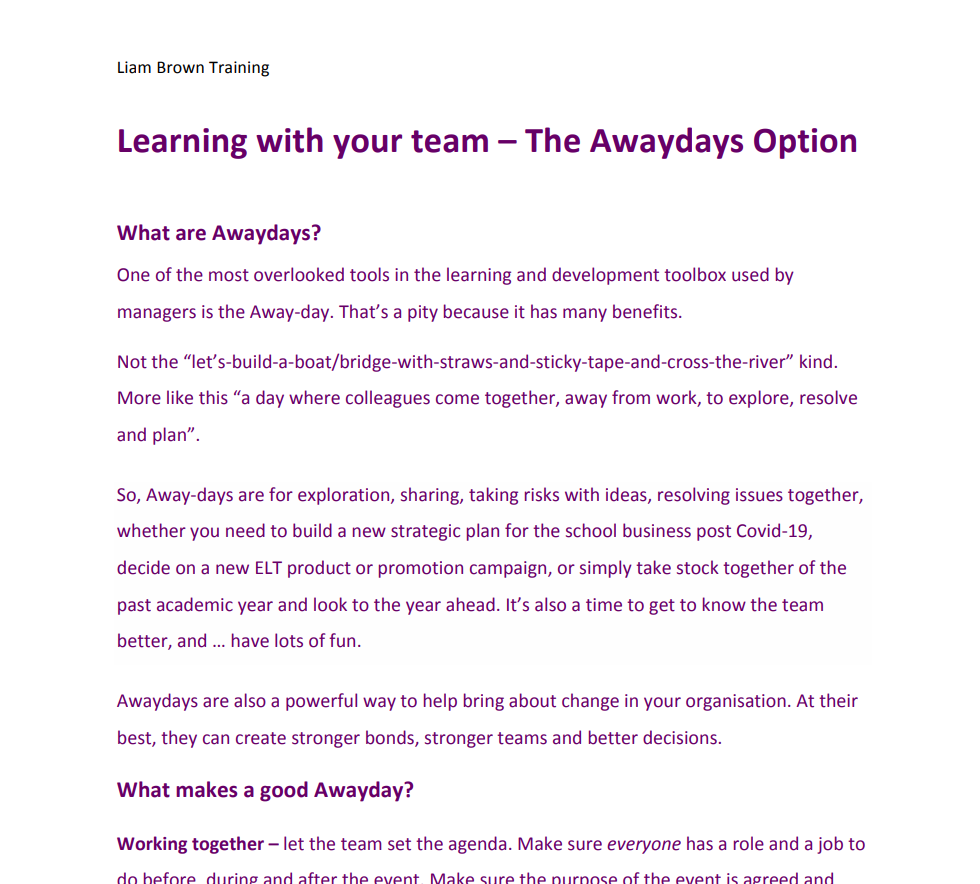 Liam Brown Training
Learning with your team – The Awaydays Option
What are Awaydays?
One of the most overlooked tools in the learning and development toolbox used by
managers is the Away-day. That’s a pity because it has many benefits.
Not the “let’s-build-a-boat/bridge-with-straws-and-sticky-tape-and-cross-the-river” kind.
More like this “a day where colleagues come together, away from work, to explore, resolve
and plan”.
So, Away-days are for exploration, sharing, taking risks with ideas, resolving issues together,
whether you need to build a new strategic plan for the school business post Covid-19,
decide on a new ELT product or promotion campaign, or simply take stock together of the
past academic year and look to the year ahead. It’s also a time to get to know the team
better, and … have lots of fun.
Awaydays are also a powerful way to help bring about change in your organisation. At their
best, they can create stronger bonds, stronger teams and better decisions.
What makes a good Awayday?
Working together – let the team set the agenda. Make sure everyone has a role and a job to
do before, during and after the event. Make sure the purpose of the event is agreed and